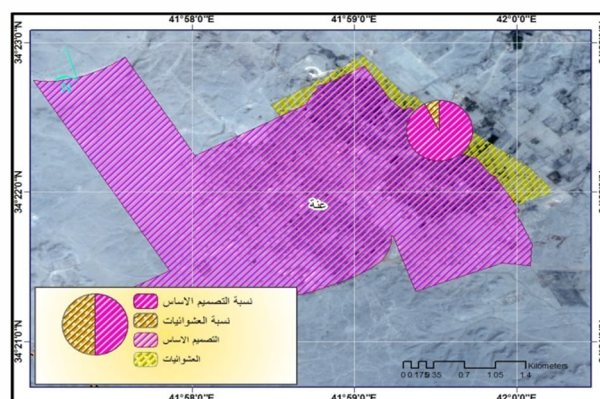 41°58'0"E 41°59'0"E 42°0'0"E
34°23'0"N
34°22'0"N
34°21'0"N
N
عنة
نسبة التصميم الاساس
نسبة العشوائيات
التصميم الاساس
العشوائيات
Kilometers
0 0.175 0.35 0.7 1.05 1.4
41°58'0"E 41°59'0"E 42°0'0"E